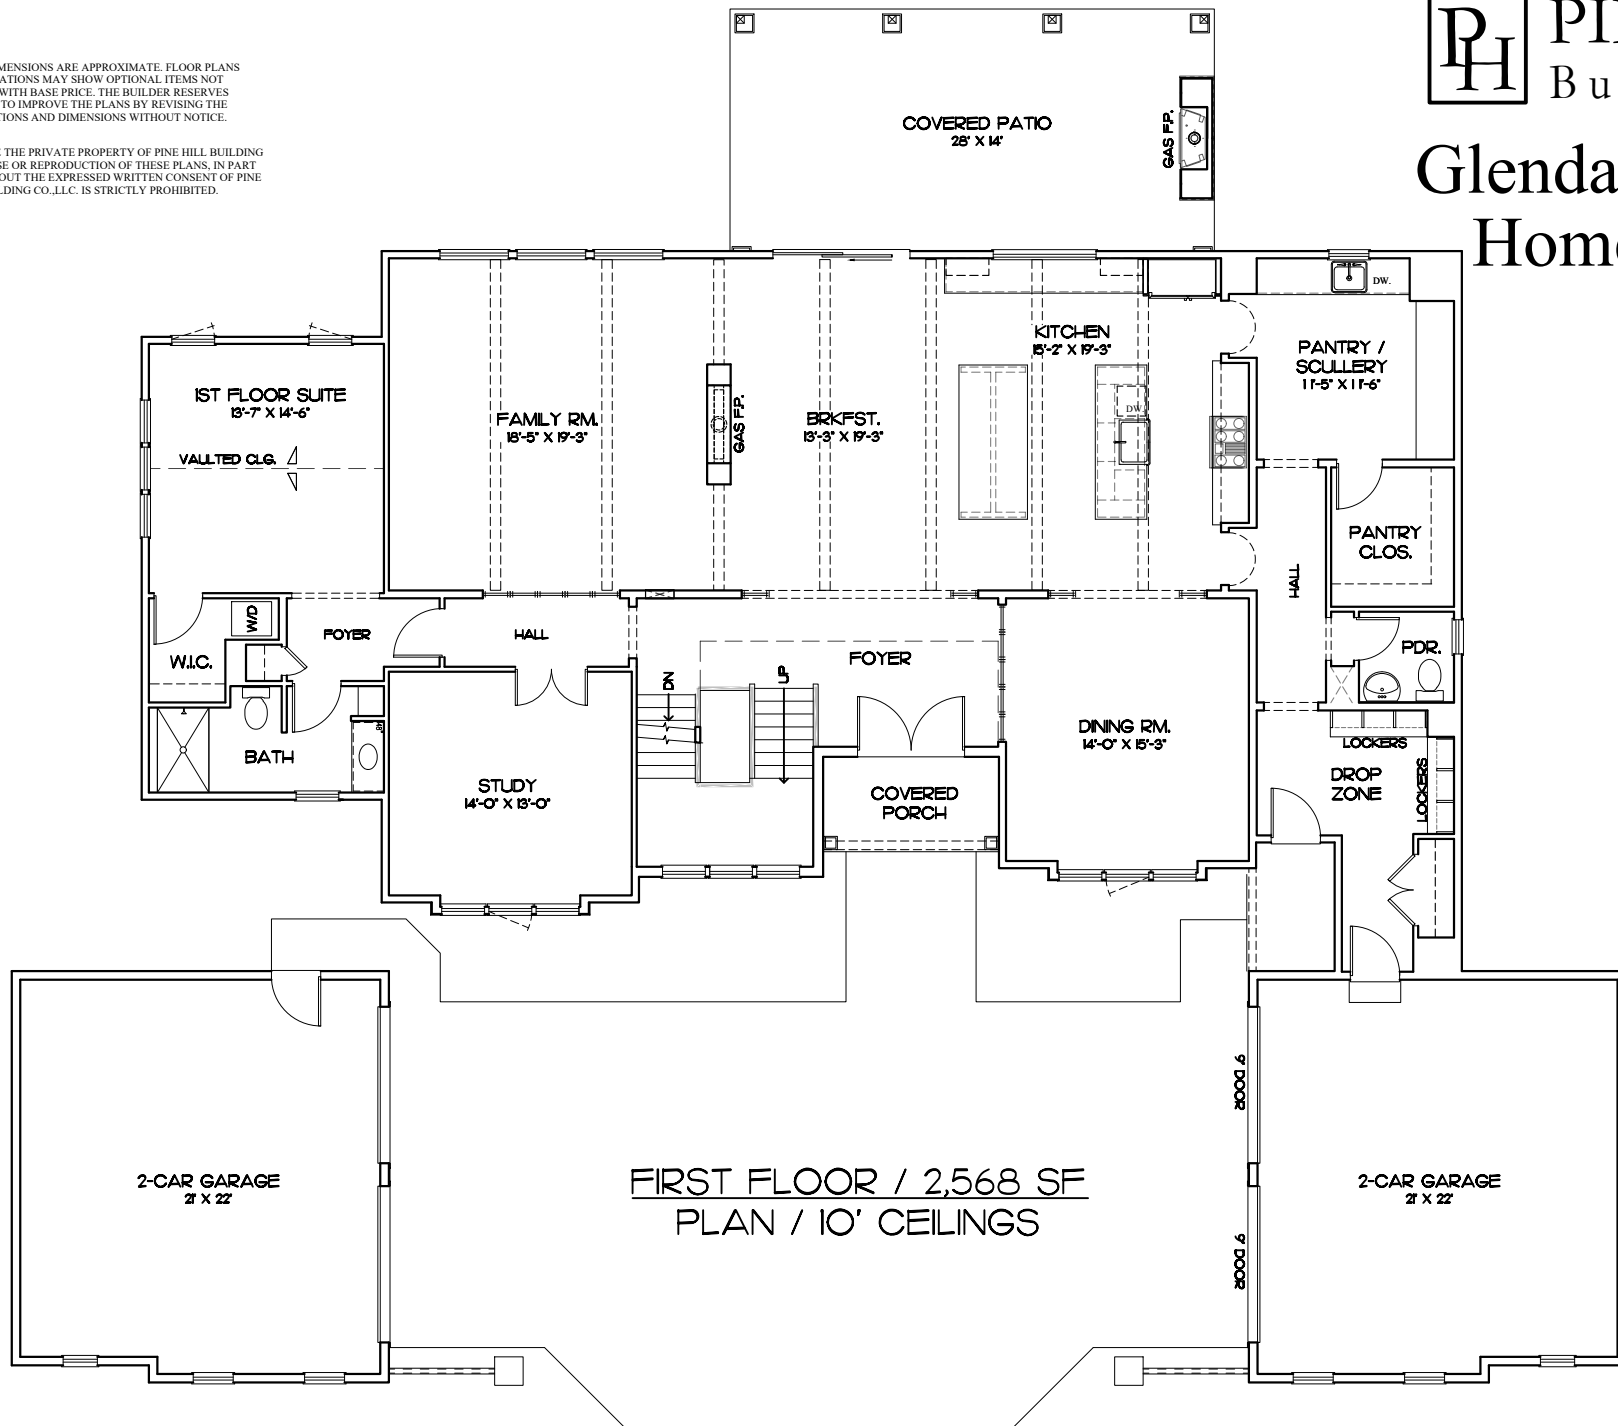 MENSIONS ARE APPROXIMATE. FLOOR PLANS
ATIONS MAY SHOW OPTIONAL ITEMS NOT
WITH BASE PRICE. THE BUILDER RESERVES
TO IMPROVE THE PLANS BY REVISING THE
TIONS AND DIMENSIONS WITHOUT NOTICE.
THE PRIVATE PROPERTY OF PINE HILL BUILDING
SE OR REPRODUCTION OF THESE PLANS, IN PART
OUT THE EXPRESSED WRITTEN CONSENT OF PINE
LDING CO.,LLC. IS STRICTLY PROHIBITED.
PH
Bu
Glenda
Home
COVERED PATIO
28' X 14'
GAS F.P.
DW.
KITCHEN
15'-2" X 19'-3"
PANTRY /
SCULLERY
11'-5" X 11'-6"
1ST FLOOR SUITE
13'-7" X 14'-6"
VAULTED CLG.
FAMILY RM.
18'-5" X 19'-3"
GAS F.P.
BRKFST.
13'-3" X 19'-3"
DW.
PANTRY
CLOS.
HALL
W/D
FOYER
HALL
W.I.C.
FOYER
PDR.
DN
UP
BATH
STUDY
14'-0" X 13'-0"
COVERED
PORCH
DINING RM.
14'-0" X 15'-3"
LOCKERS
DROP
ZONE
LOCKERS
9' DOOR
2-CAR GARAGE
21' X 22'
2-CAR GARAGE
21' X 22'
9' DOOR
FIRST FLOOR / 2,568 SF
PLAN / 10' CEILINGS